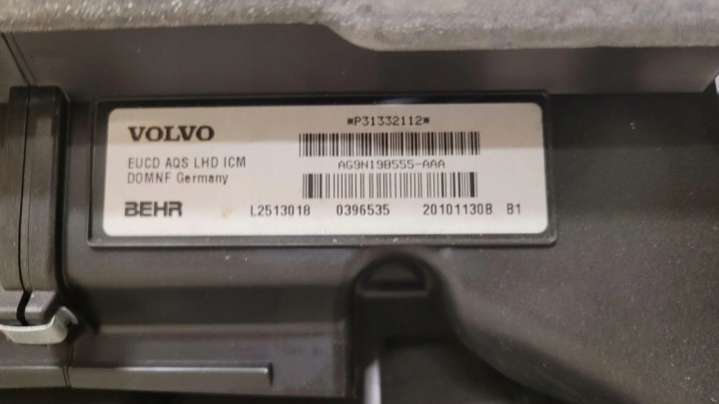 *P31332112*
VOLVO
EUCD AQS LHD ICM
AG9N19B555-AAA
DOMNF Germany
BEHR L2513018 0396535 20101130B B1